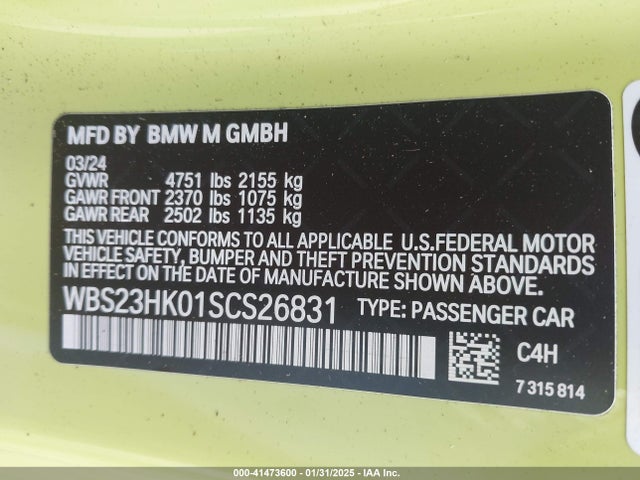 MFD BY BMW M GMBH
03/24
GVWR 4751 lbs 2155 kg
GAWR FRONT 2370 lbs 1075 kg
GAWR REAR 2502 lbs 1135 kg
THIS VEHICLE CONFORMS TO ALL APPLICABLE U.S.FEDERAL MOTOR
VEHICLE SAFETY, BUMPER AND THEFT PREVENTION STANDARDS
IN EFFECT ON THE DATE OF MANUFACTURE SHOWN ABOVE.
WBS23HK01SCS26831 TYPE: PASSENGER CAR
C4H
7 315 814
000-41473600 - 01/31/2025 - IAA Inc.